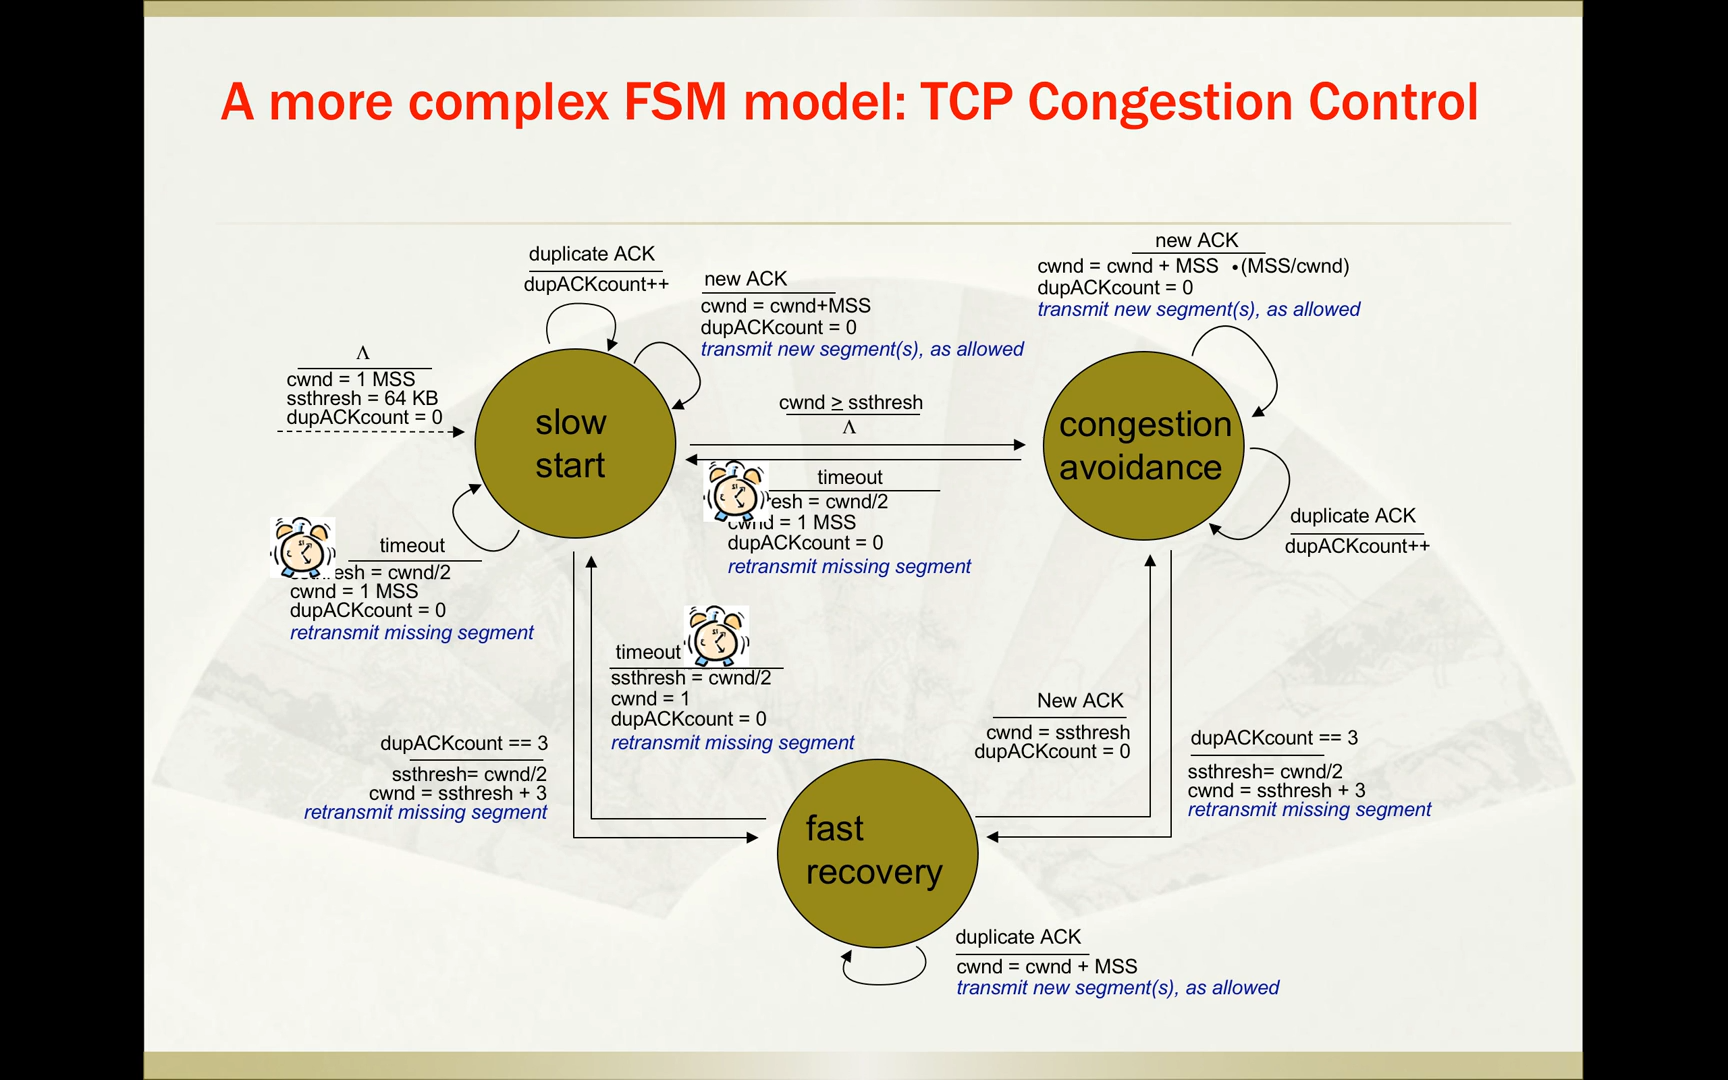 A more complex FSM model: TCP Congestion Control
duplicate ACK
dupACKcount++
new ACK
cwnd = cwnd+MSS
dupACKcount = 0
transmit new segment(s), as allowed
new ACK
cwnd = cwnd + MSS •(MSS/cwnd)
dupACKcount = 0
transmit new segment(s), as allowed
Λ
cwnd = 1 MSS
ssthresh = 64 KB
dupACKcount = 0
slow
start
cwnd ≥ ssthresh
Λ
congestion
avoidance
timeout
= cwnd/2
cwnd = 1 MSS
dupACKcount = 0
retransmit missing segment
duplicate ACK
dupACKcount++
timeout
= cwnd/2
cwnd = 1 MSS
dupACKcount = 0
retransmit missing segment
timeout
ssthresh = cwnd/2
cwnd = 1
dupACKcount = 0
retransmit missing segment
New ACK
cwnd = ssthresh
dupACKcount = 0
dupACKcount == 3
ssthresh= cwnd/2
cwnd = ssthresh + 3
retransmit missing segment
dupACKcount == 3
ssthresh= cwnd/2
cwnd = ssthresh + 3
retransmit missing segment
fast
recovery
duplicate ACK
cwnd = cwnd + MSS
transmit new segment(s), as allowed